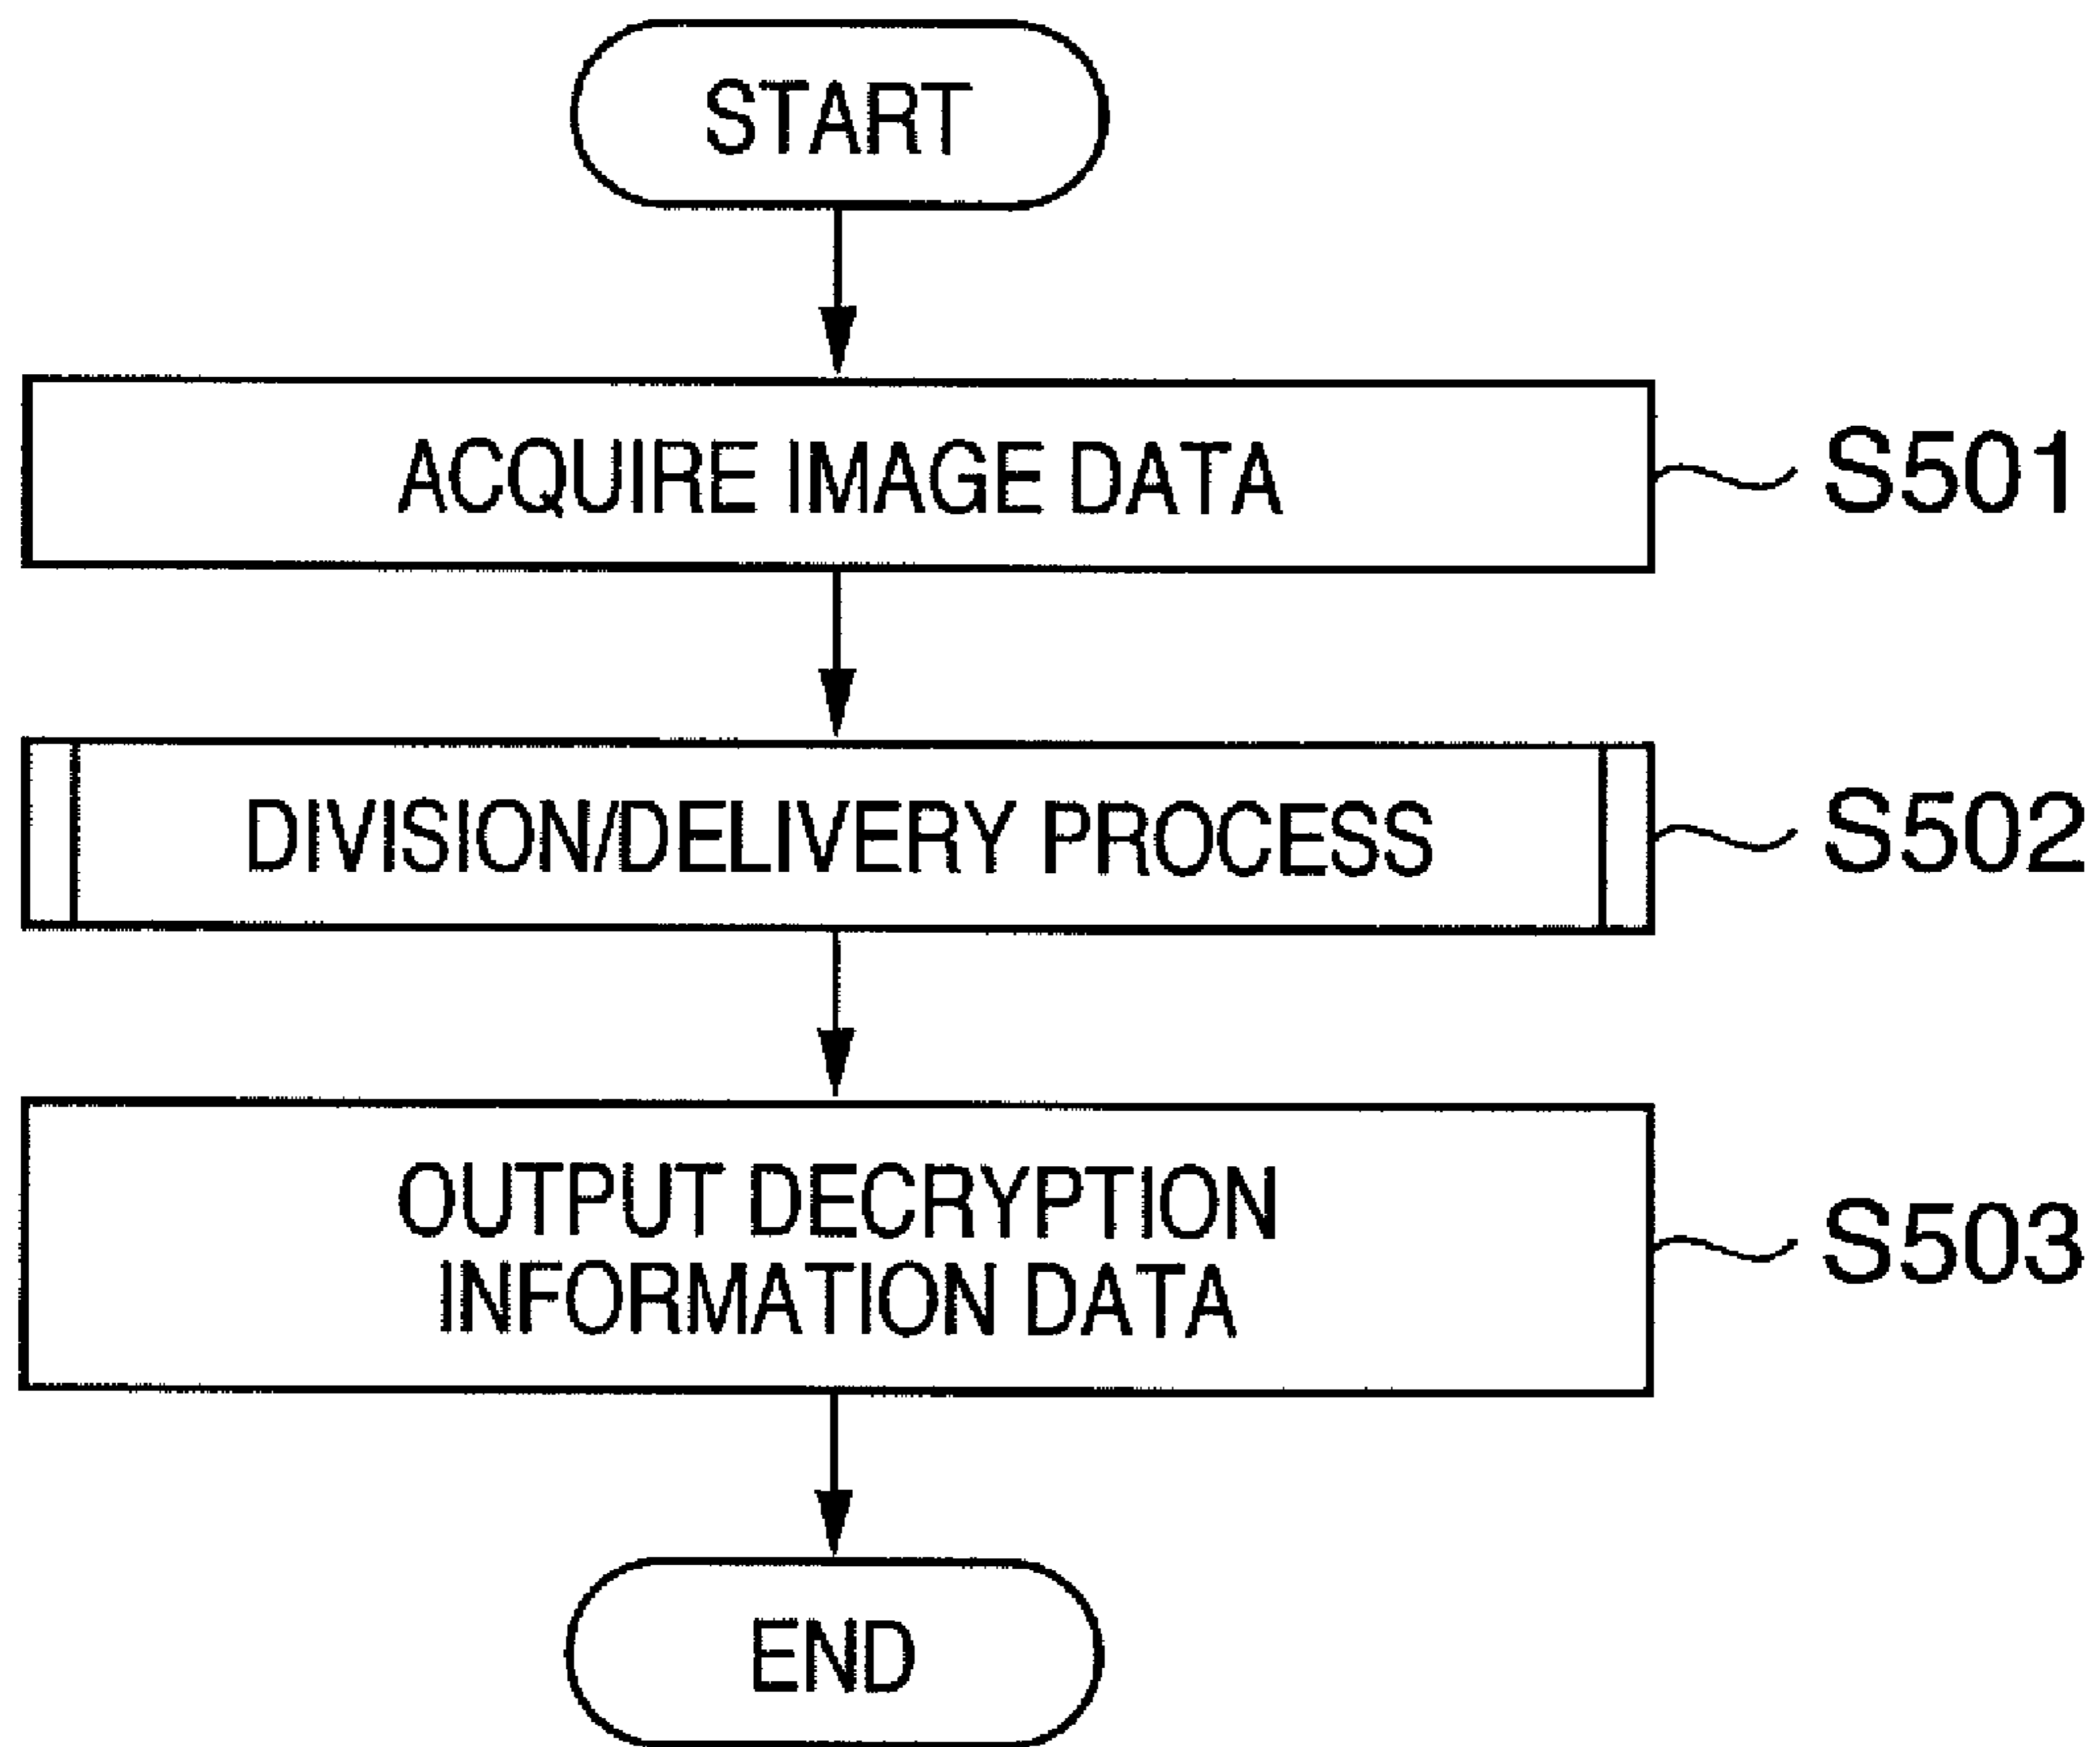 START
ACQUIRE IMAGE DATA
S501
DIVISION/DELIVERY PROCESS
S502
OUTPUT DECRYPTION
INFORMATION DATA
S503
END